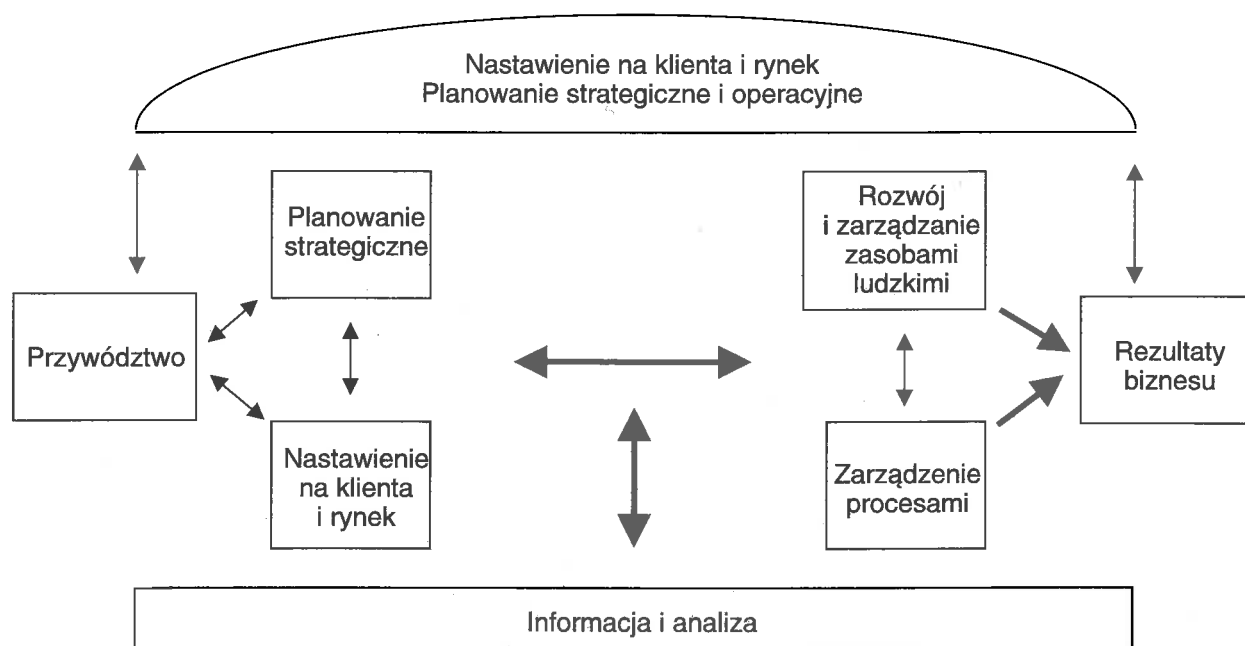 Nastawienie na klienta i rynek
Planowanie strategiczne i operacyjne
Planowanie
strategiczne
Rozwój
i zarządzanie
zasobami
ludzkimi
Przywództwo
Rezultaty
biznesu
Nastawienie
na klienta
i rynek
Zarządzenie
procesami
Informacja i analiza